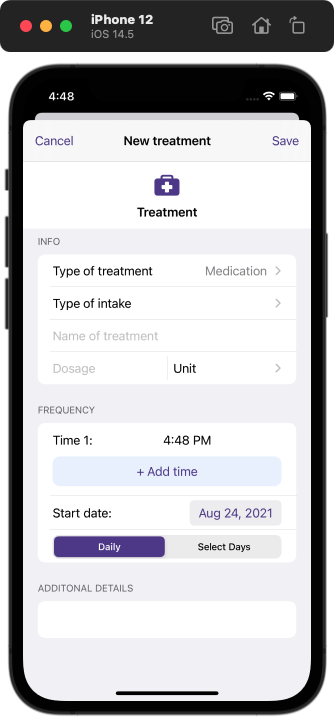 iPhone 12
iOS 14.5
4:48
Cancel New treatment Save
Treatment
INFO
Type of treatment Medication
Type of intake
Name of treatment
Dosage Unit
FREQUENCY
Time 1: 4:48 PM
+ Add time
Start date: Aug 24, 2021
Daily Select Days
ADDITONAL DETAILS